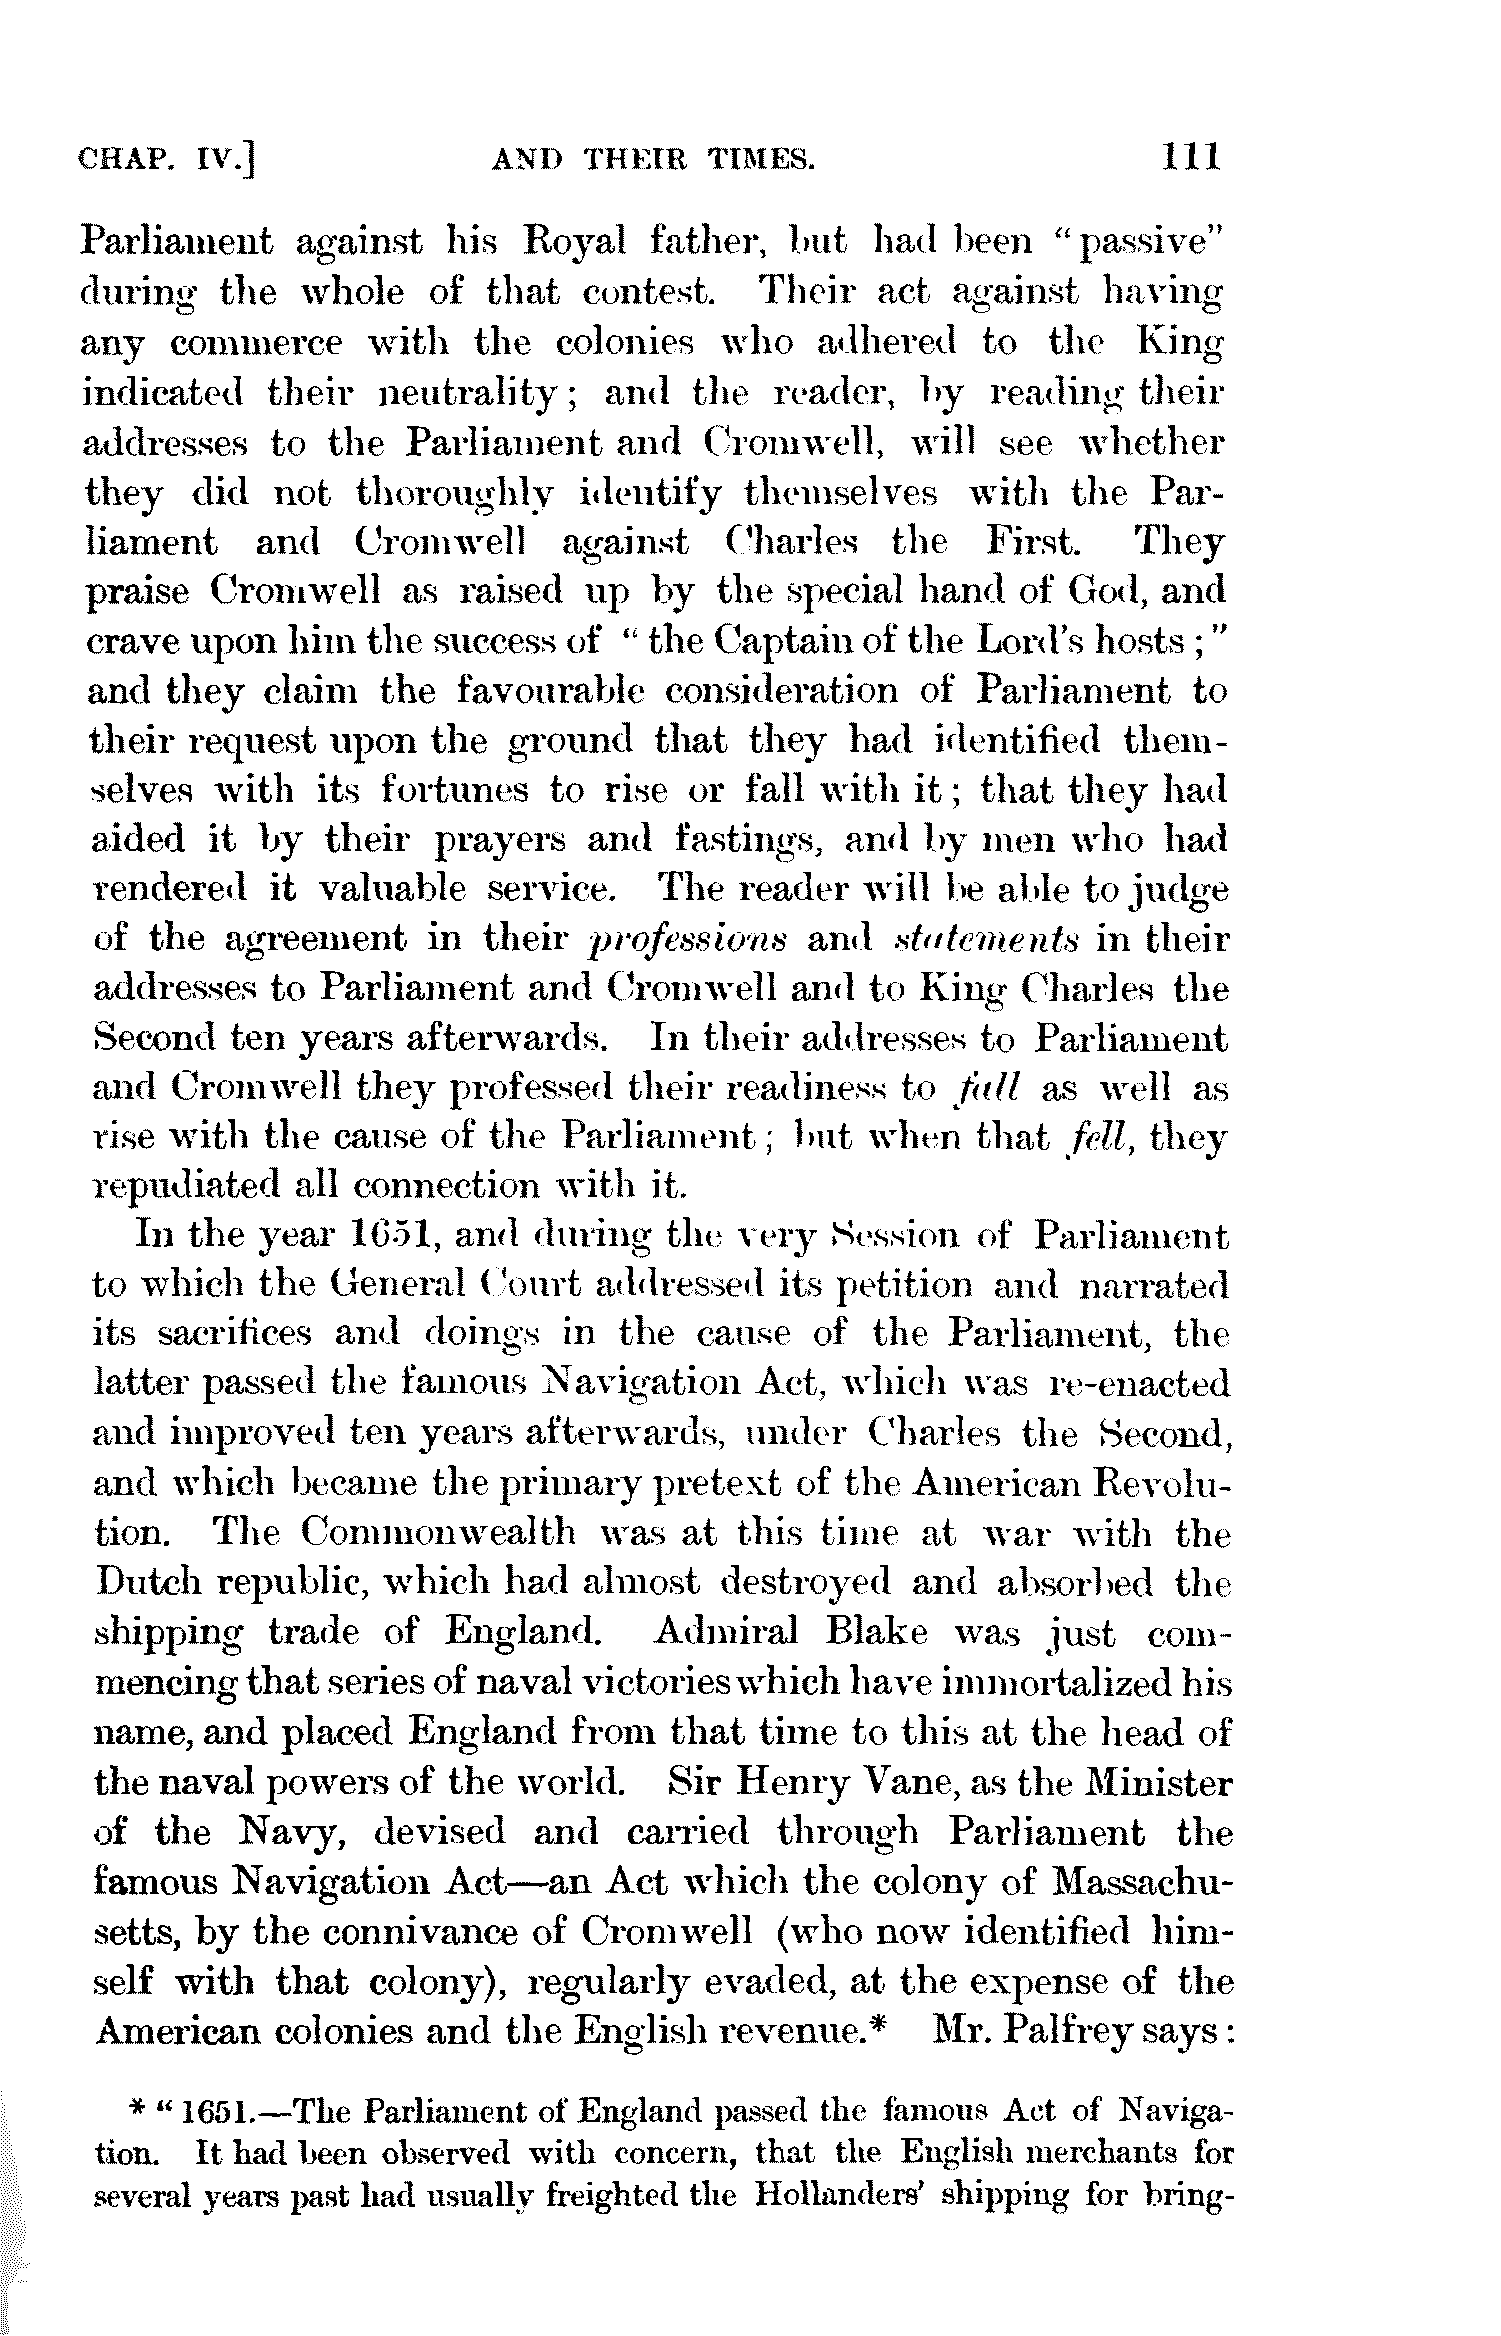 CHAP. IV.] AND THEIR TIMES. 111
Parliament against his Royal father, but had been "passive"
during the whole of that contest. Their act against having
any commerce with the colonies who adhered to the King
indicated their neutrality; and the reader, by reading their
addresses to the Parliament and Cromwell, will see whether
they did not thoroughly identify themselves with the Par-
liament and Cromwell against Charles the First. They
praise Cromwell as raised up by the special hand of God, and
crave upon him the success of "the Captain of the Lord's hosts;"
and they claim the favourable consideration of Parliament to
their request upon the ground that they had identified them-
selves with its fortunes to rise or fall with it; that they had
aided it by their prayers and fastings, and by men who had
rendered it valuable service. The reader will be able to judge
of the agreement in their professions and statements in their
addresses to Parliament and Cromwell and to King Charles the
Second ten years afterwards. In their addresses to Parliament
and Cromwell they professed their readiness to fall as well as
rise with the cause of the Parliament; but when that fell, they
repudiated all connection with it.
In the year 1651, and during the very Session of Parliament
to which the General Court addressed its petition and narrated
its sacrifices and doings in the cause of the Parliament, the
latter passed the famous Navigation Act, which was re-enacted
and improved ten years afterwards, under Charles the Second,
and which became the primary pretext of the American Revolu-
tion. The Commonwealth was at this time at war with the
Dutch republic, which had almost destroyed and absorbed the
shipping trade of England. Admiral Blake was just com-
mencing that series of naval victories which have immortalized his
name, and placed England from that time to this at the head of
the naval powers of the world. Sir Henry Vane, as the Minister
of the Navy, devised and carried through Parliament the
famous Navigation Act—an Act which the colony of Massachu-
setts, by the connivance of Cromwell (who now identified him-
self with that colony), regularly evaded, at the expense of the
American colonies and the English revenue.* Mr. Palfrey says:
* "1651.—The Parliament of England passed the famous Act of Naviga-
tion. It had been observed with concern, that the English merchants for
several years past had usually freighted the Hollanders' shipping for bring-